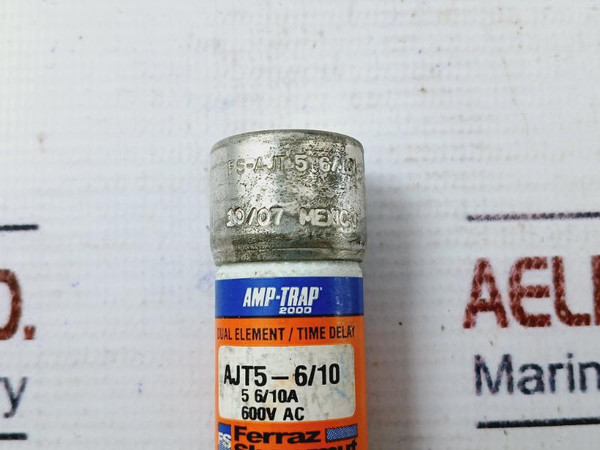 FS-AJT 5 6/10
10/07 MEXICO
AMP-TRAP®
2000
DUAL ELEMENT / TIME DELAY
AJT5-6/10
5 6/10A
600V AC
FS Ferraz
D.
AEL
Marin